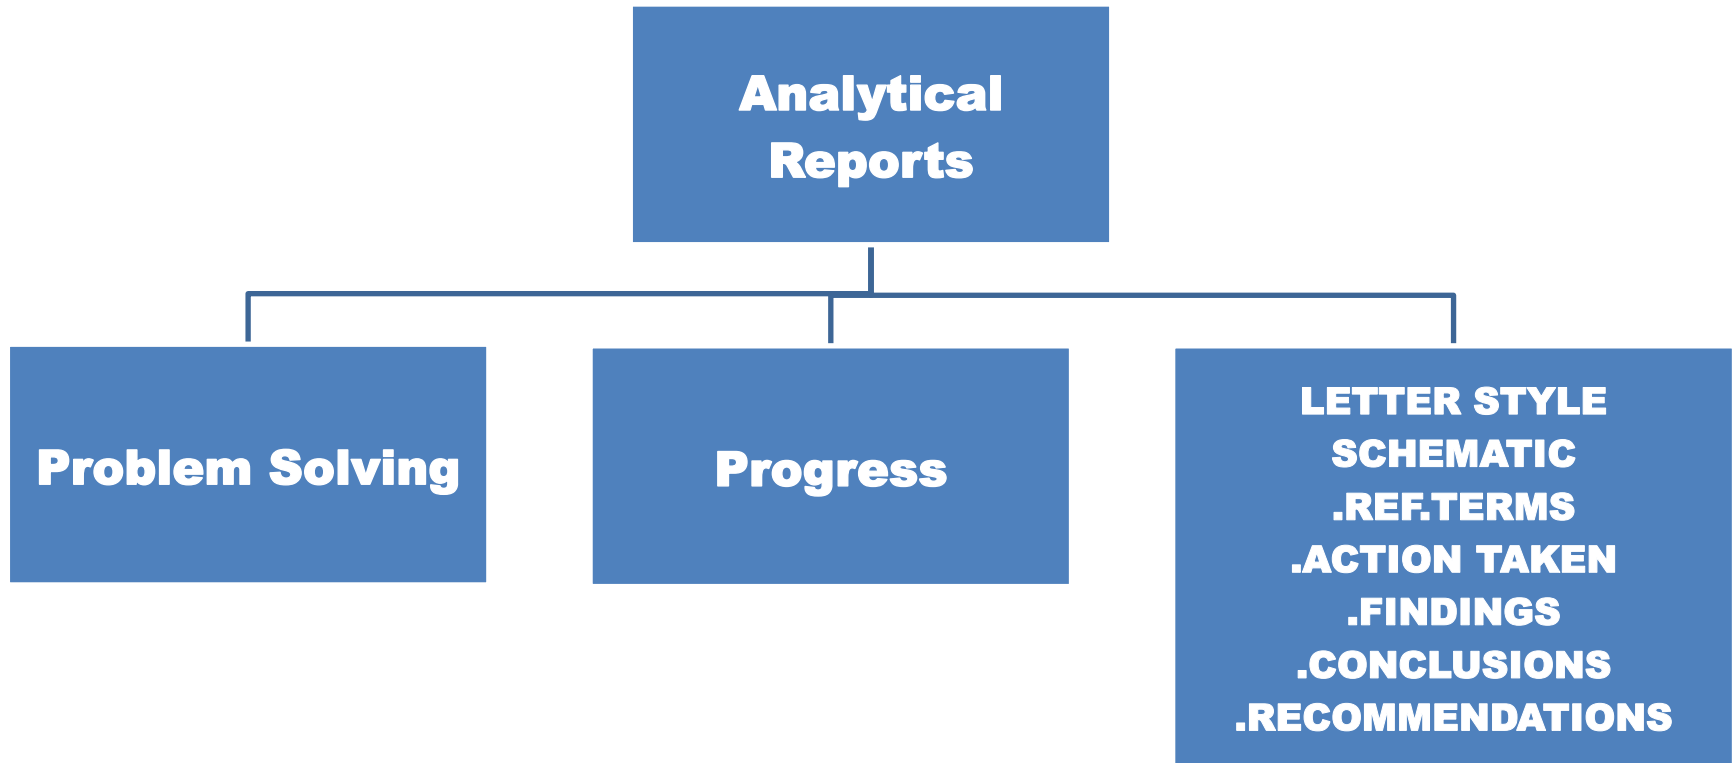 Analytical
Reports
Problem Solving
Progress
LETTER STYLE
SCHEMATIC
.REF.TERMS
.ACTION TAKEN
.FINDINGS
.CONCLUSIONS
.RECOMMENDATIONS